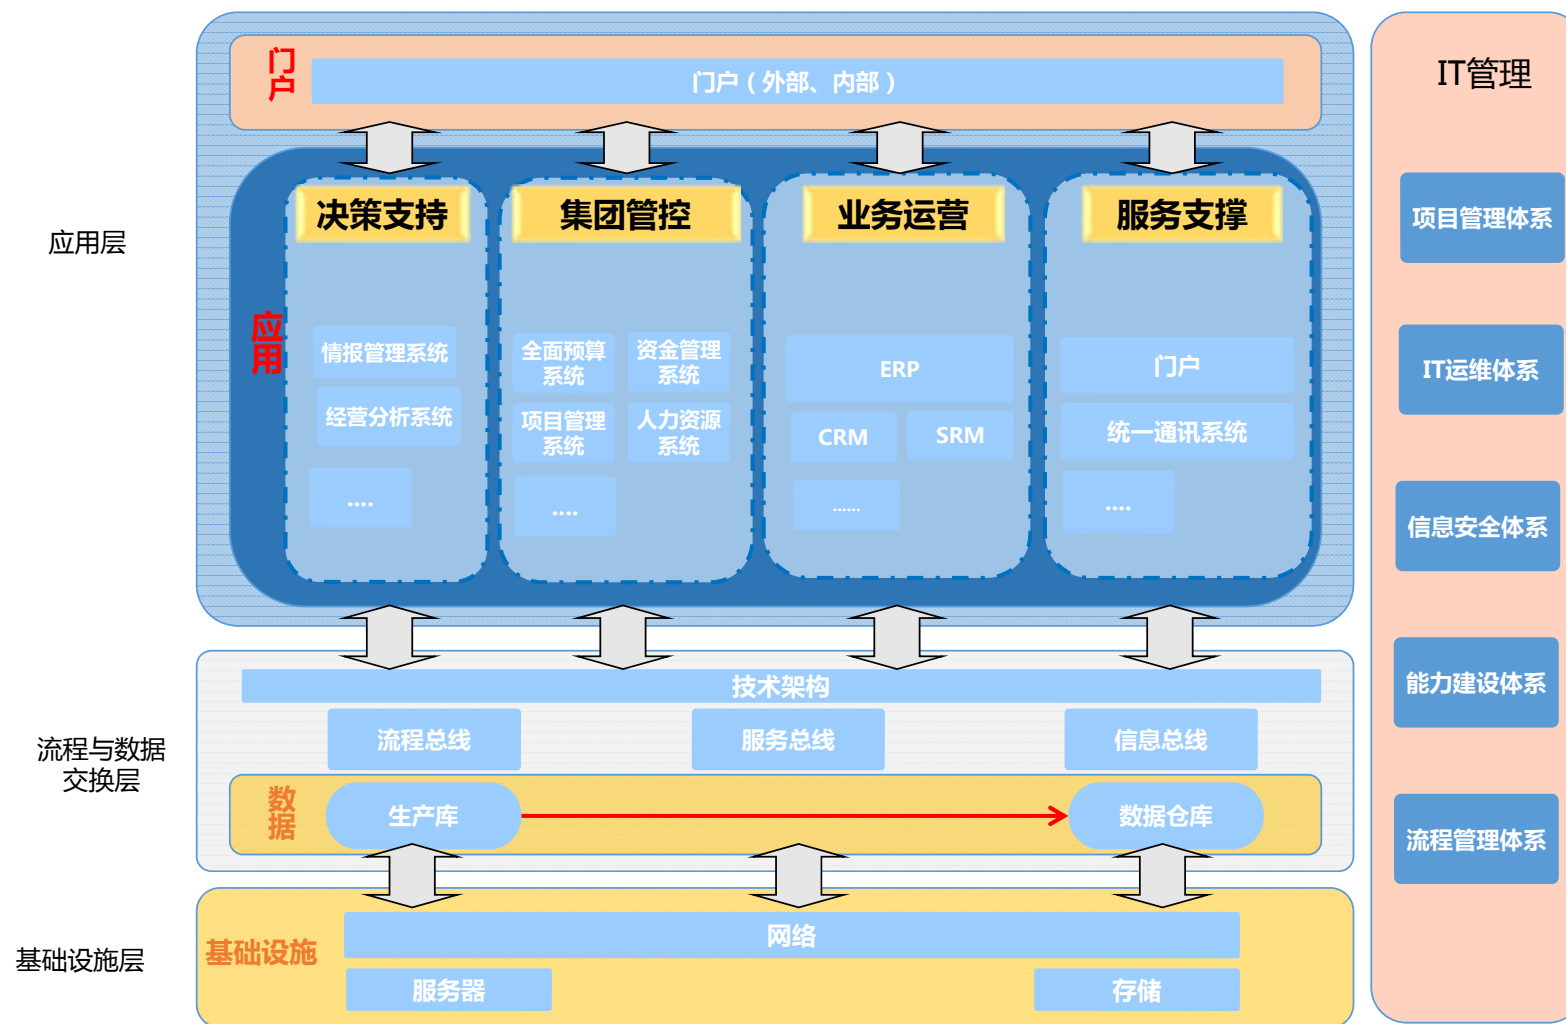 门
户
门户（外部、内部）
IT管理
应用层
决策支持
集团管控
业务运营
服务支撑
应
用
情报管理系统
经营分析系统
....
全面预算
系统
资金管理
系统
项目管理
系统
人力资源
系统
....
ERP
CRM
SRM
......
门户
统一通讯系统
....
项目管理体系
IT运维体系
信息安全体系
能力建设体系
流程管理体系
流程与数据
交换层
技术架构
流程总线
服务总线
信息总线
数
据
生产库
数据仓库
基础设施层
基础设施
网络
服务器
存储